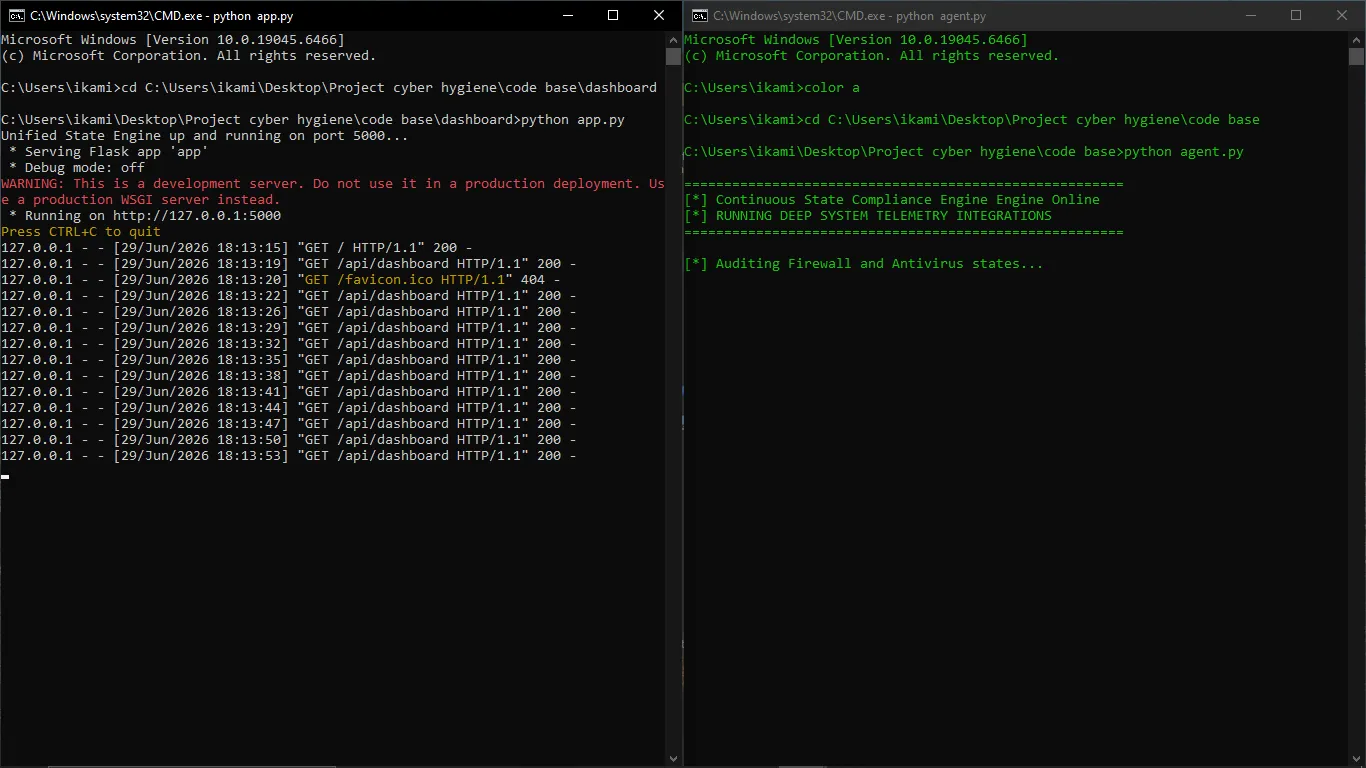 C:\Windows\system32\CMD.exe - python  app.py
Microsoft Windows [Version 10.0.19045.6466]
(c) Microsoft Corporation. All rights reserved.
C:\Users\ikami>cd C:\Users\ikami\Desktop\Project cyber hygiene\code base\dashboard
C:\Users\ikami\Desktop\Project cyber hygiene\code base\dashboard>python app.py
Unified State Engine up and running on port 5000...
 * Serving Flask app 'app'
 * Debug mode: off
WARNING: This is a development server. Do not use it in a production deployment. Us
e a production WSGI server instead.
 * Running on http://127.0.0.1:5000
Press CTRL+C to quit
127.0.0.1 - - [29/Jun/2026 18:13:15] "GET / HTTP/1.1" 200 -
127.0.0.1 - - [29/Jun/2026 18:13:19] "GET /api/dashboard HTTP/1.1" 200 -
127.0.0.1 - - [29/Jun/2026 18:13:20] "GET /favicon.ico HTTP/1.1" 404 -
127.0.0.1 - - [29/Jun/2026 18:13:22] "GET /api/dashboard HTTP/1.1" 200 -
127.0.0.1 - - [29/Jun/2026 18:13:26] "GET /api/dashboard HTTP/1.1" 200 -
127.0.0.1 - - [29/Jun/2026 18:13:29] "GET /api/dashboard HTTP/1.1" 200 -
127.0.0.1 - - [29/Jun/2026 18:13:32] "GET /api/dashboard HTTP/1.1" 200 -
127.0.0.1 - - [29/Jun/2026 18:13:35] "GET /api/dashboard HTTP/1.1" 200 -
127.0.0.1 - - [29/Jun/2026 18:13:38] "GET /api/dashboard HTTP/1.1" 200 -
127.0.0.1 - - [29/Jun/2026 18:13:41] "GET /api/dashboard HTTP/1.1" 200 -
127.0.0.1 - - [29/Jun/2026 18:13:44] "GET /api/dashboard HTTP/1.1" 200 -
127.0.0.1 - - [29/Jun/2026 18:13:47] "GET /api/dashboard HTTP/1.1" 200 -
127.0.0.1 - - [29/Jun/2026 18:13:50] "GET /api/dashboard HTTP/1.1" 200 -
127.0.0.1 - - [29/Jun/2026 18:13:53] "GET /api/dashboard HTTP/1.1" 200 -
C:\Windows\system32\CMD.exe - python  agent.py
Microsoft Windows [Version 10.0.19045.6466]
(c) Microsoft Corporation. All rights reserved.
C:\Users\ikami>color a
C:\Users\ikami>cd C:\Users\ikami\Desktop\Project cyber hygiene\code base
C:\Users\ikami\Desktop\Project cyber hygiene\code base>python agent.py
=======================================================
[*] Continuous State Compliance Engine Engine Online
[*] RUNNING DEEP SYSTEM TELEMETRY INTEGRATIONS
=======================================================
[*] Auditing Firewall and Antivirus states...